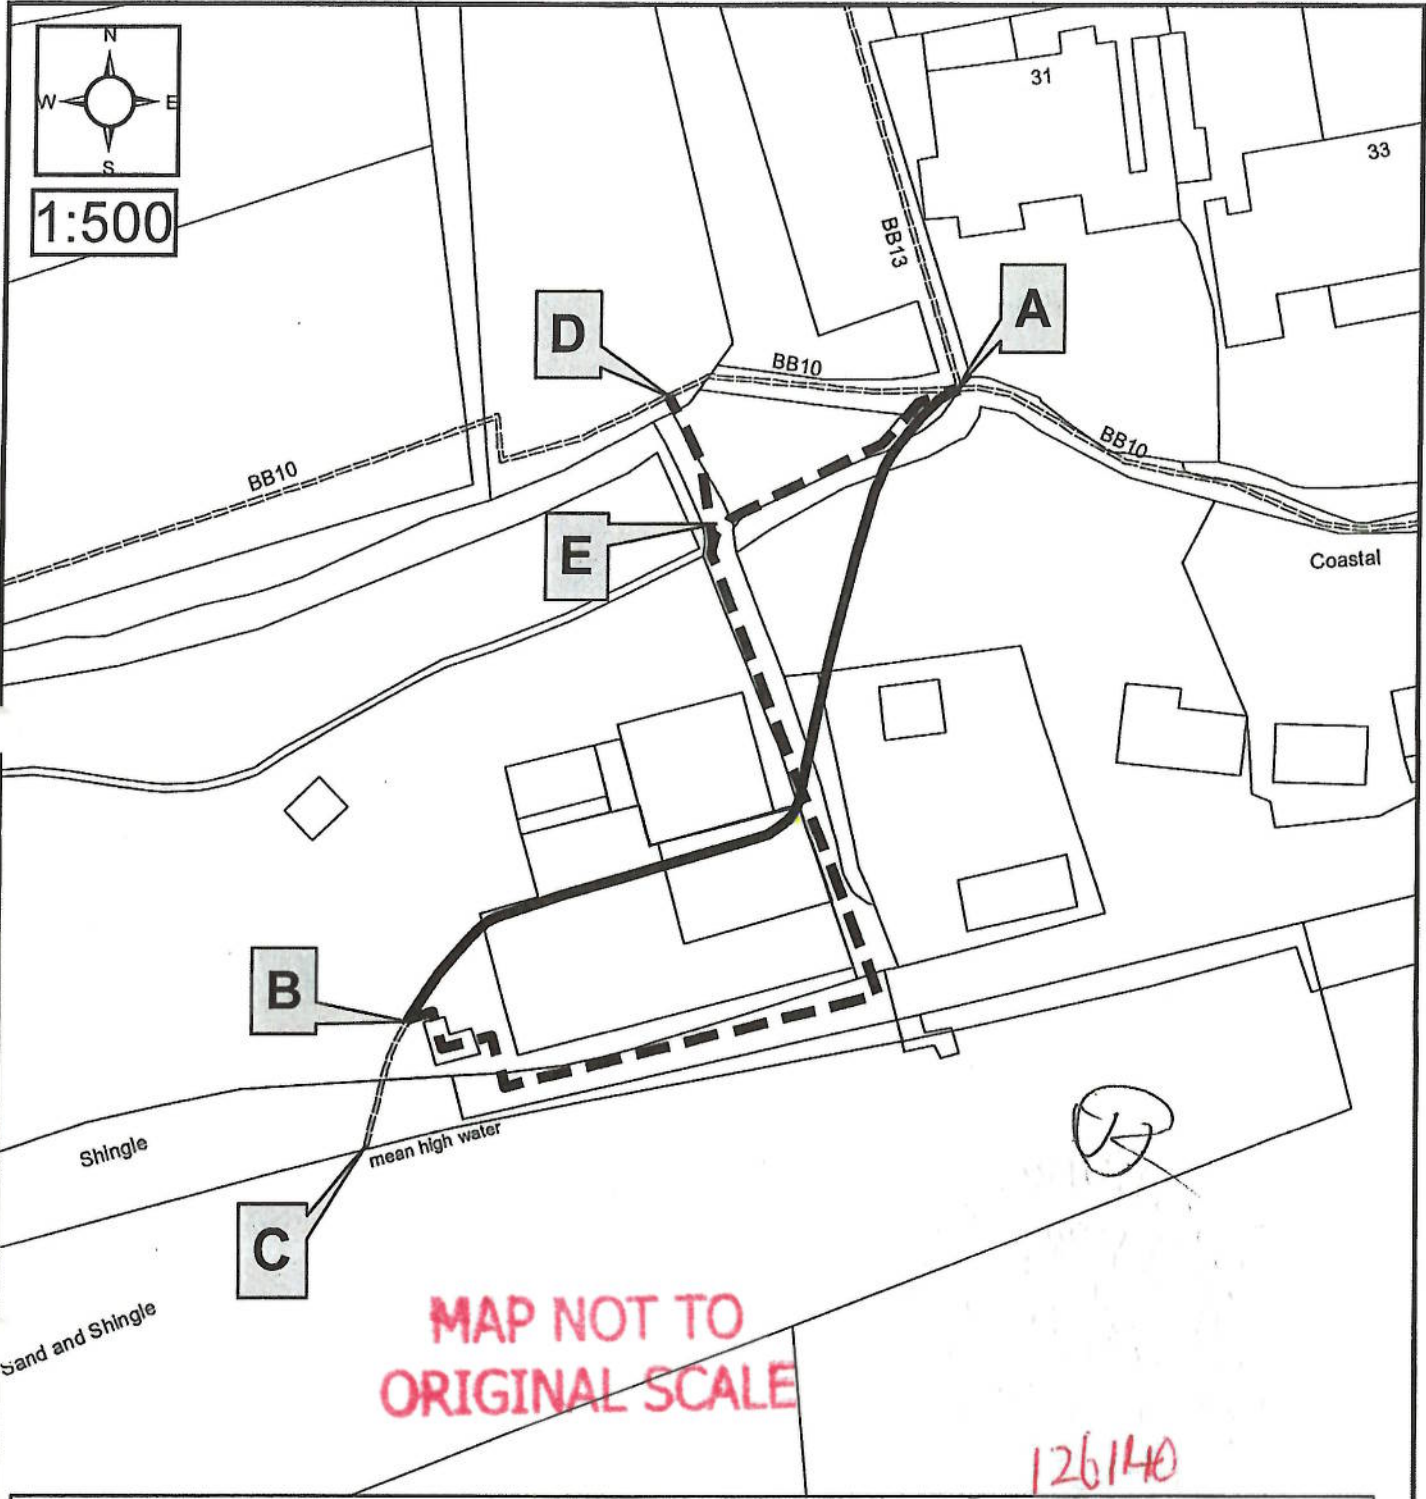 N
W E
S
1:500
31
33
BB13
A
D
BB10
BB10
BB10
E
Coastal
B
Shingle
mean high water
C
Sand and Shingle
MAP NOT TO
ORIGINAL SCALE
126140